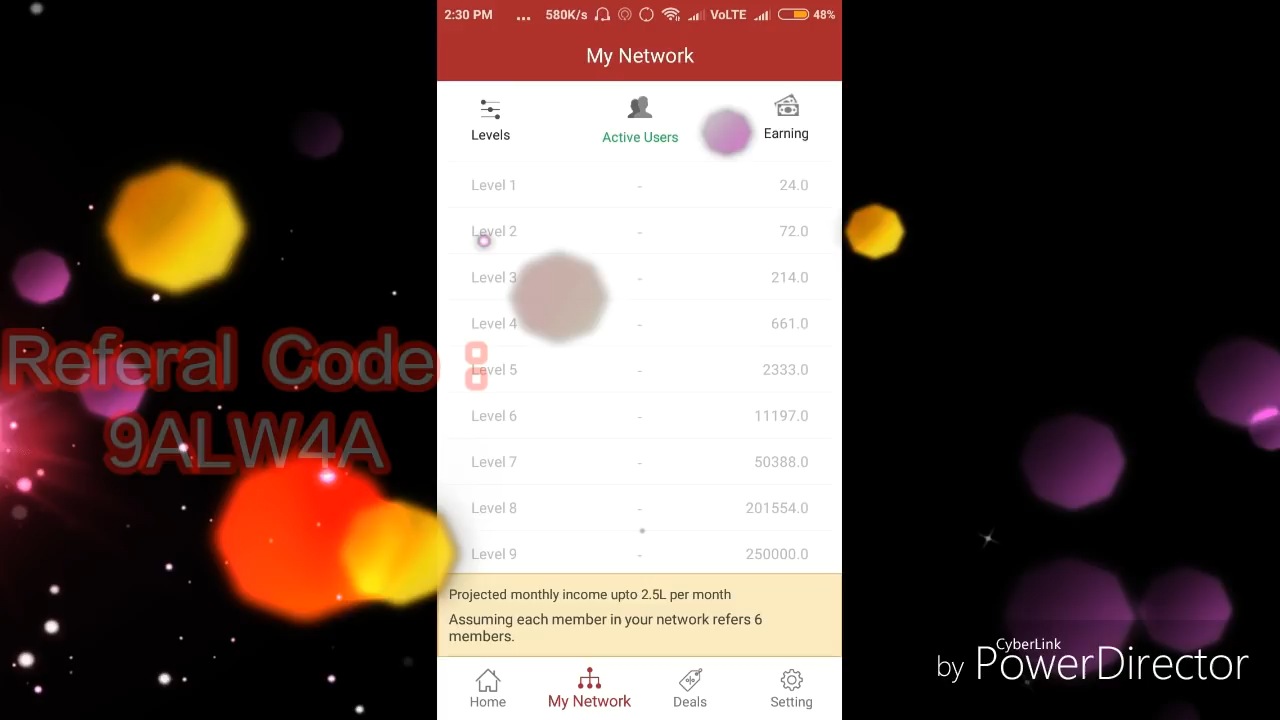 2:30 PM ... 580K/s VoLTE 48%
My Network
Levels Active Users Earning
Level 1 - 24.0
Level 2 - 72.0
Level 3 - 214.0
Level 4 - 661.0
Level 5 - 2333.0
Level 6 - 11197.0
Level 7 - 50388.0
Level 8 - 201554.0
Level 9 - 250000.0
Projected monthly income upto 2.5L per month
Assuming each member in your network refers 6
members.
Home My Network Deals Setting
Referal Code :
9ALW4A
by CyberLink PowerDirector